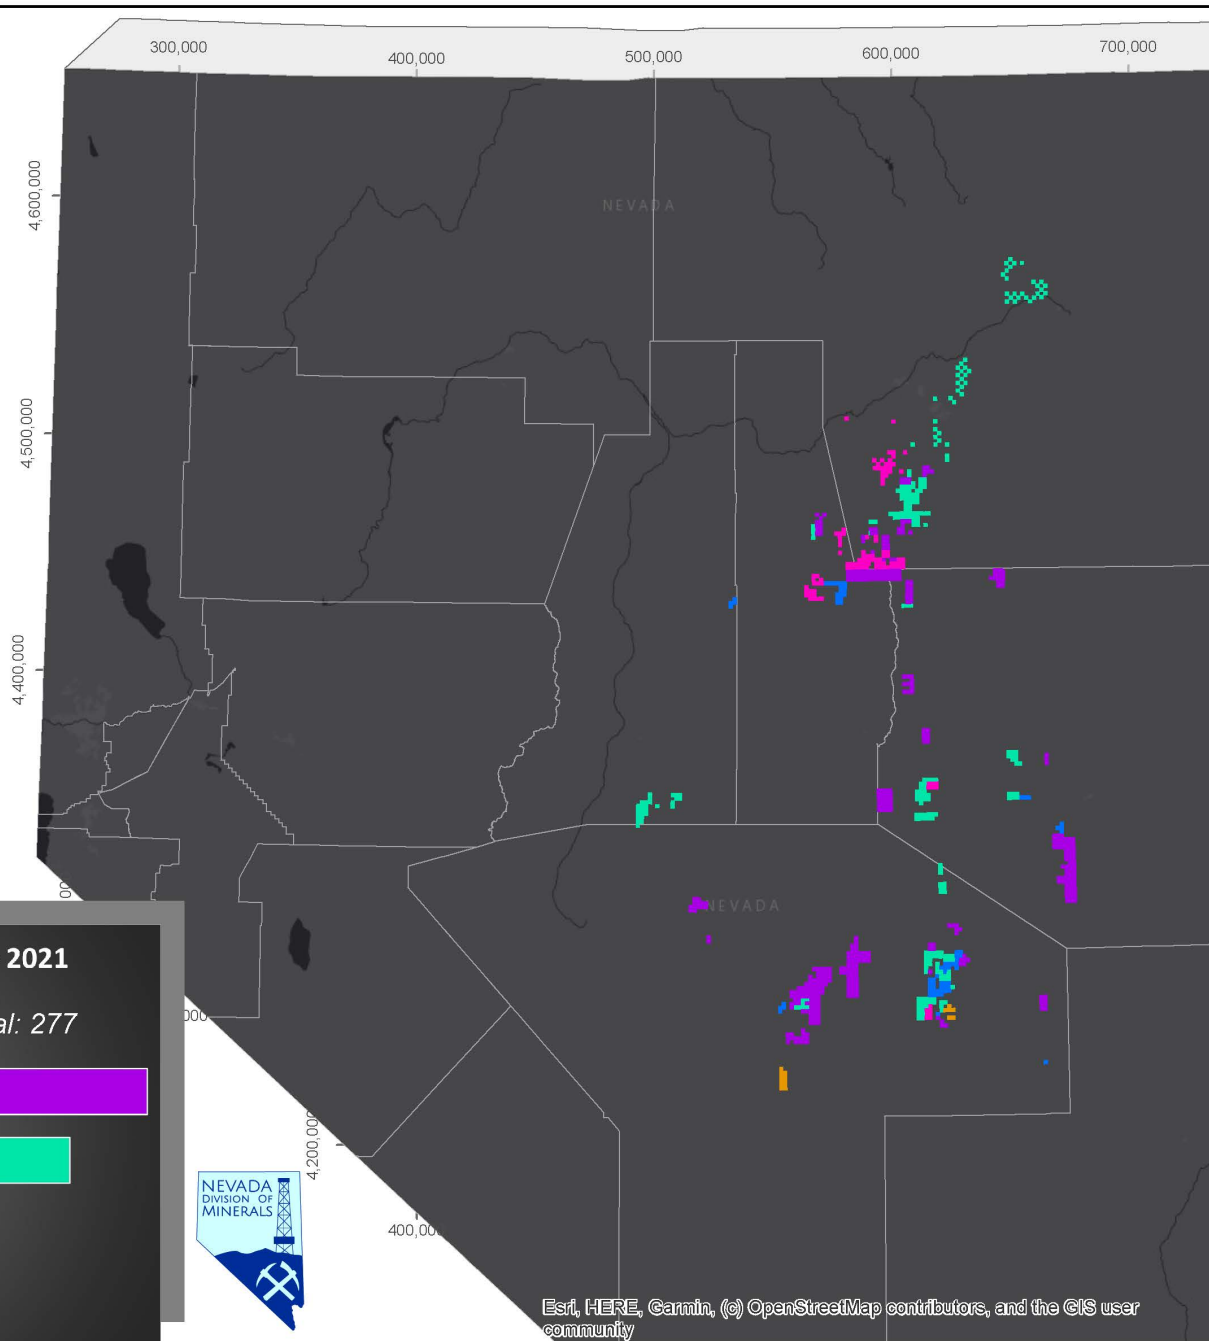 300,000
400,000
500,000
600,000
700,000
4,600,000
NEVADA
4,500,000
4,400,000
00
NEVADA
2021
al: 277
000
4,200,000
NEVADA
DIVISION OF
MINERALS
400,000
Esri, HERE, Garmin, (c) OpenStreetMap contributors, and the GIS user
community